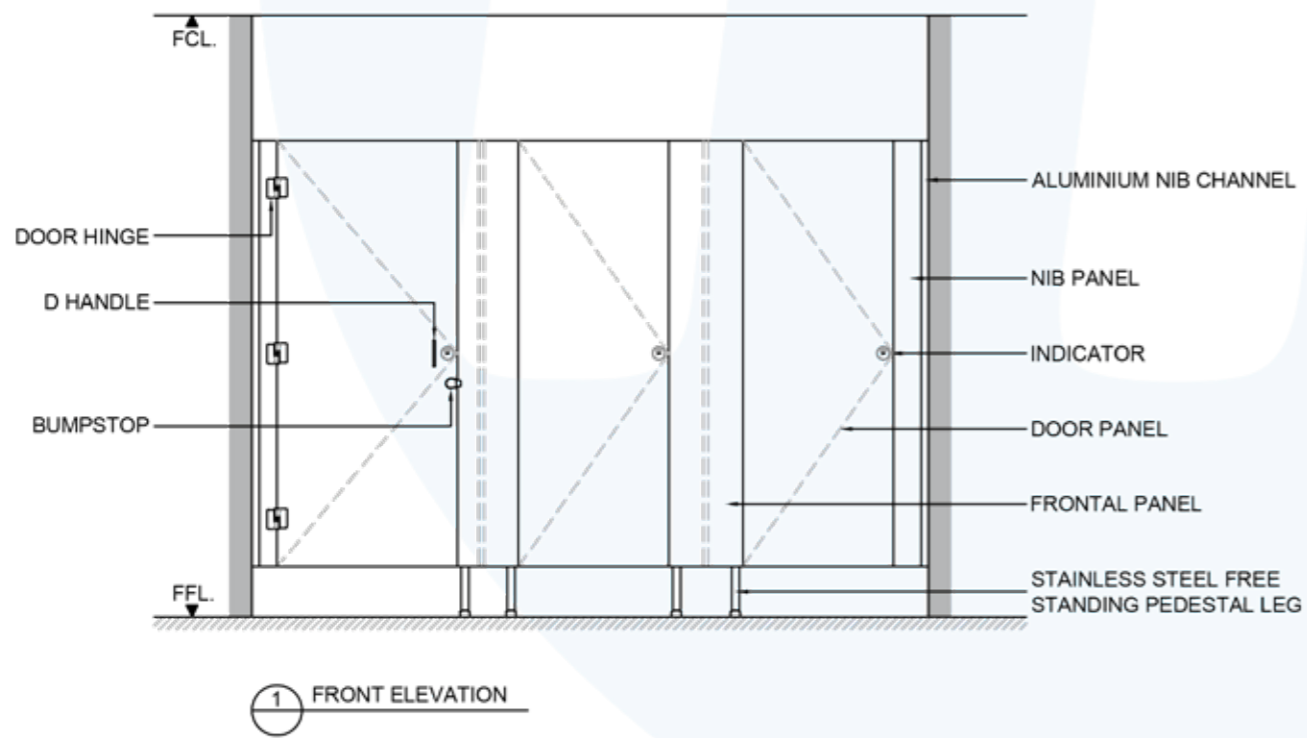 FCL.
DOOR HINGE
D HANDLE
BUMPSTOP
FFL.
ALUMINIUM NIB CHANNEL
NIB PANEL
INDICATOR
DOOR PANEL
FRONTAL PANEL
STAINLESS STEEL FREE
STANDING PEDESTAL LEG
1 FRONT ELEVATION